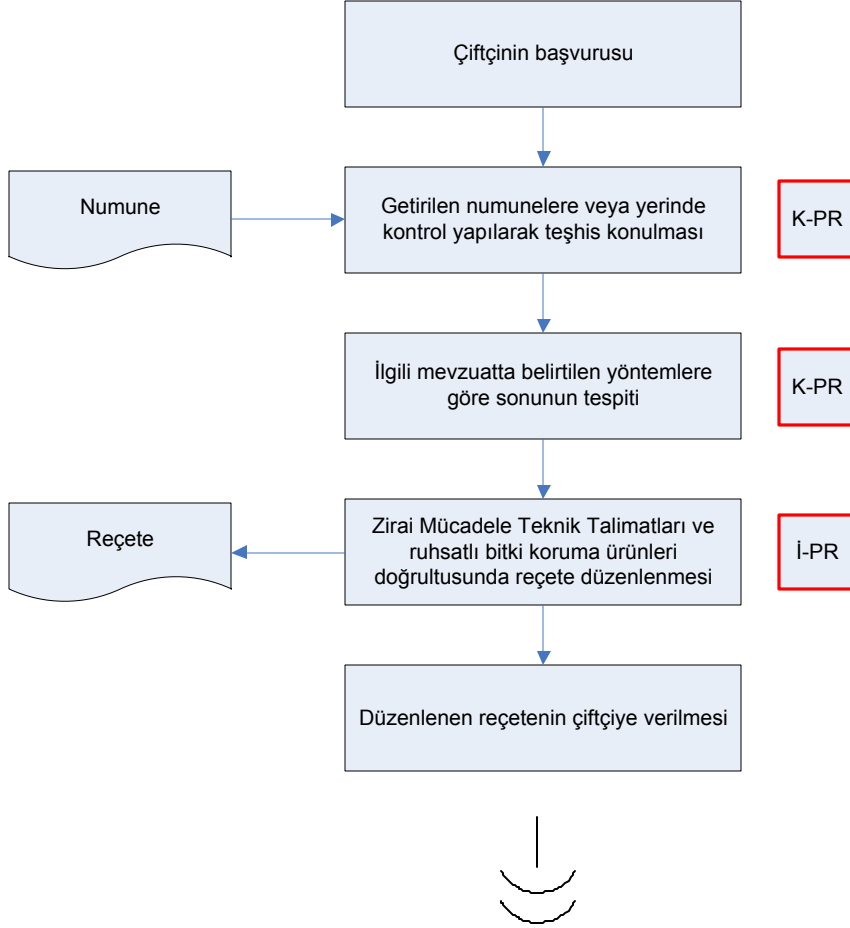 Çiftçinin başvurusu
Numune
Getirilen numunelere veya yerinde
kontrol yapılarak teşhis konulması
K-PR
İlgili mevzuatta belirtilen yöntemlere
göre sonunun tespiti
K-PR
Reçete
Zirai Mücadele Teknik Talimatları ve
ruhsatlı bitki koruma ürünleri
doğrultusunda reçete düzenlenmesi
İ-PR
Düzenlenen reçetenin çiftçiye verilmesi